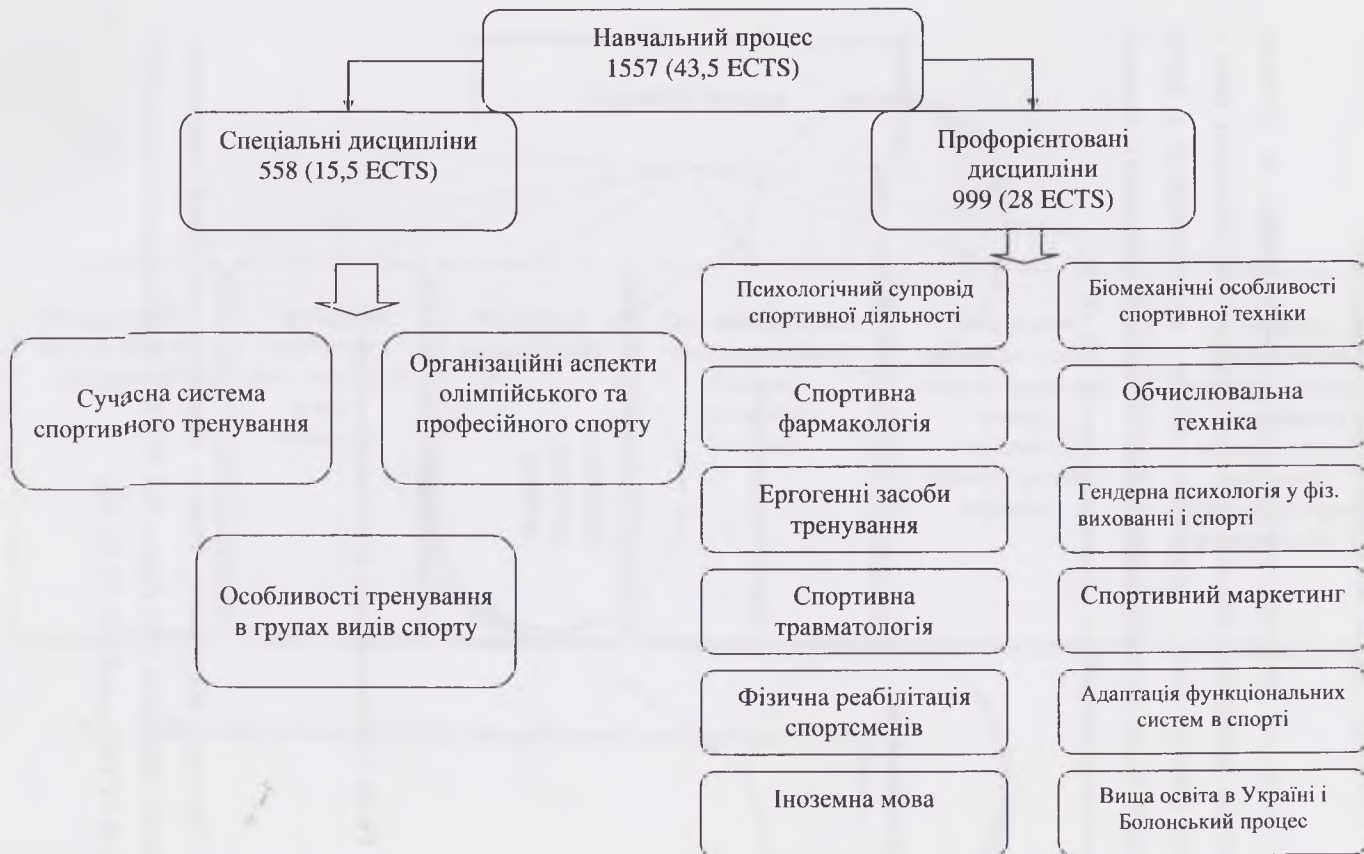 Навчальний процес
1557 (43,5 ECTS)
Спеціальні дисципліни
558 (15,5 ECTS)
Профорієнтовані
дисципліни
999 (28 ECTS)
Сучасна система
спортивного тренування
Організаційні аспекти
олімпійського та
професійного спорту
Особливості тренування
в групах видів спорту
Психологічний супровід
спортивної діяльності
Біомеханічні особливості
спортивної техніки
Спортивна
фармакологія
Обчислювальна
техніка
Ергогенні засоби
тренування
Гендерна психологія у фіз.
вихованні і спорті
Спортивна
травматологія
Спортивний маркетинг
Фізична реабілітація
спортсменів
Адаптація функціональних
систем в спорті
Іноземна мова
Вища освіта в Україні і
Болонський процес